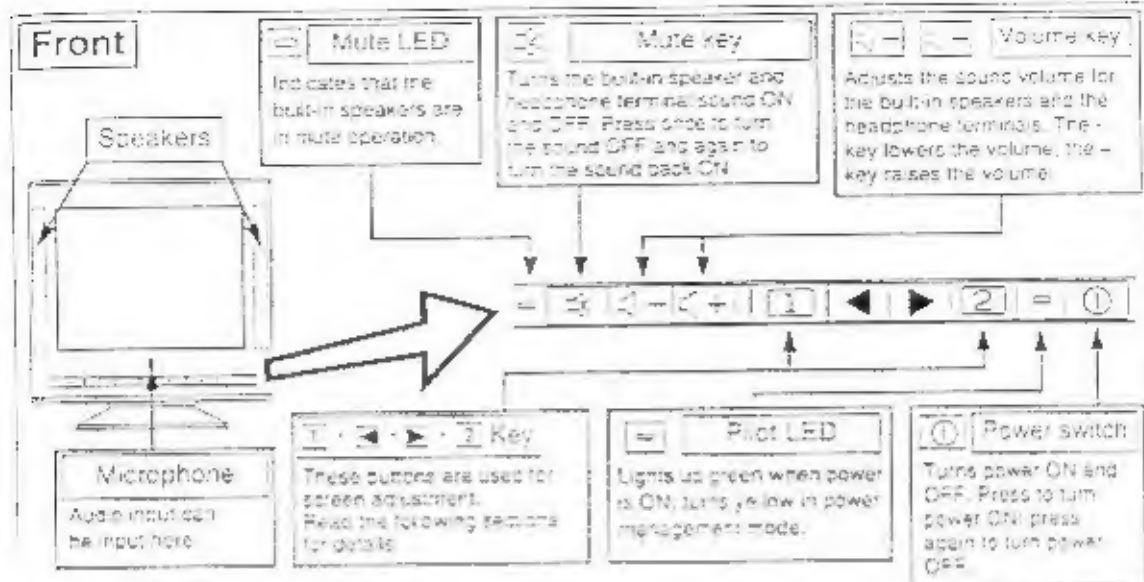 Front
Mute LED
Indicates that the
built-in speakers are
in mute operation.
Mute key
Turns the built-in speaker and
headphone terminal sound ON
and OFF. Press once to turn
the sound OFF and again to
turn the sound back ON
Volume key
Adjusts the sound volume for
the built-in speakers and the
headphone terminals. The -
key lowers the volume, the
key raises the volume.
Speakers
1
2
1 · ◀ · ▶ · 2 Key
These buttons are used for
screen adjustment.
Read the following sections
for details
Pilot LED
Lights up green when power
is ON, turns yellow in power
management mode.
Power switch
Turns power ON and
OFF. Press to turn
power ON; press
again to turn power
OFF.
Microphone
Audio input can
be input here